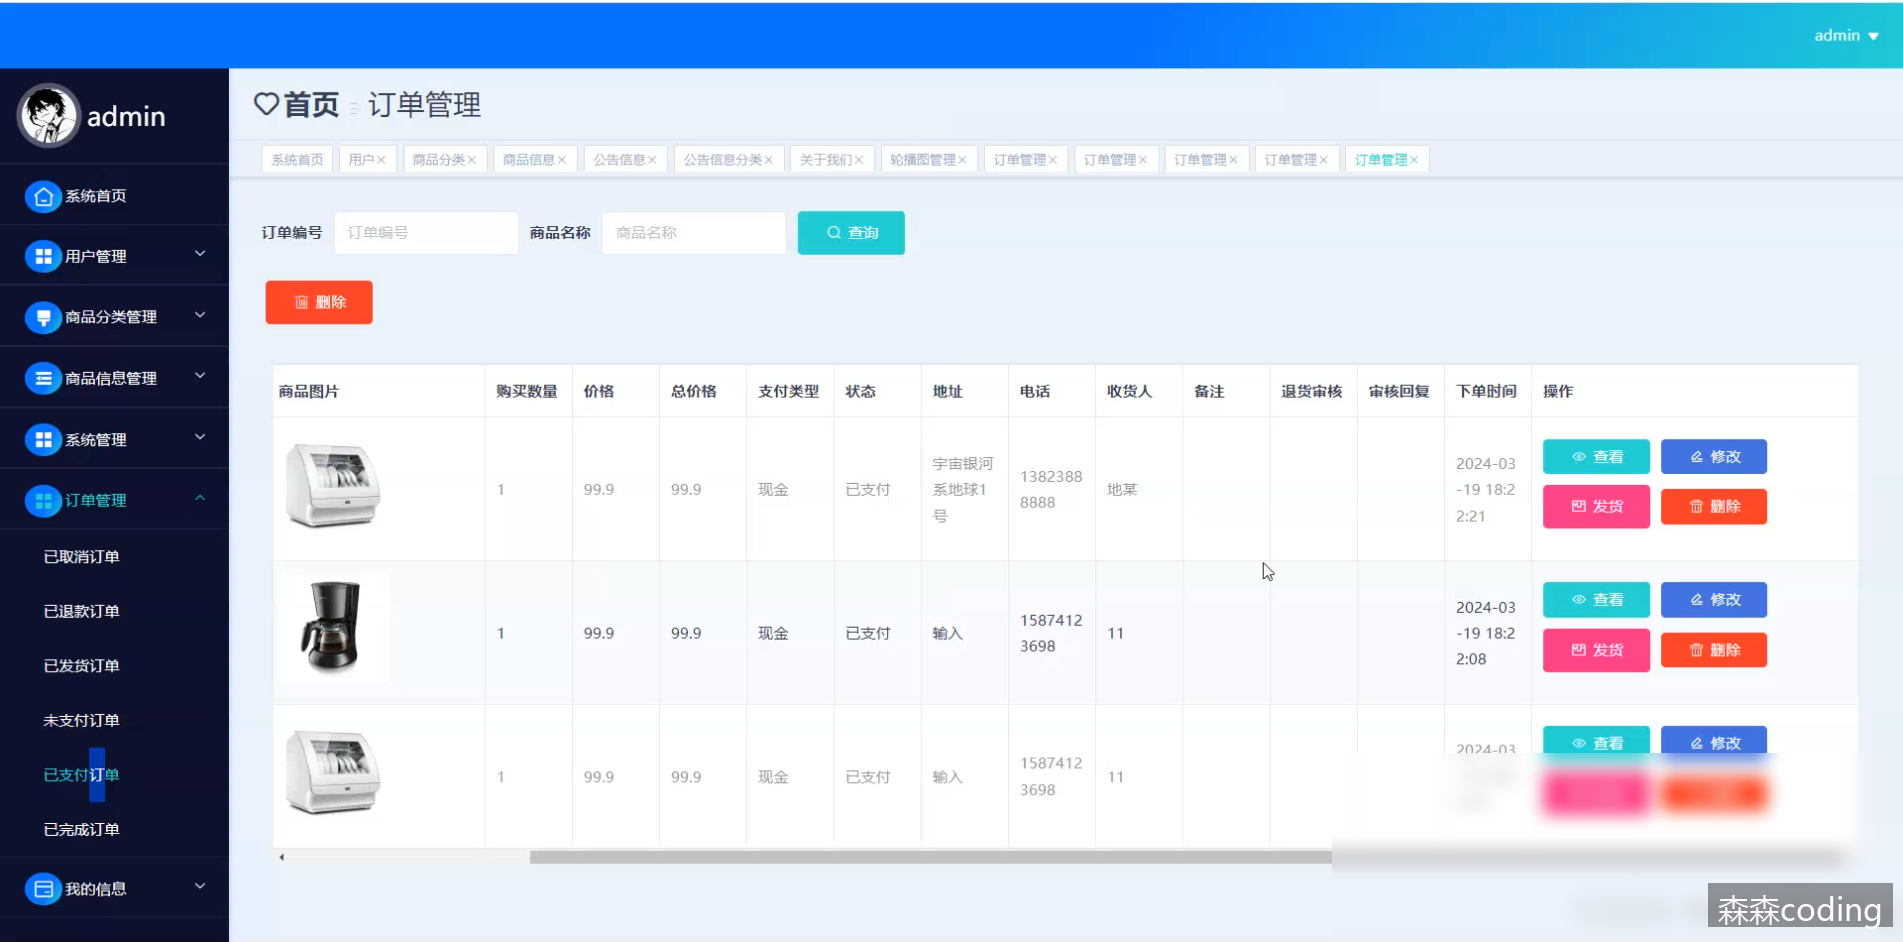 admin
admin
首页 订单管理
系统首页 用户 商品分类 商品信息 公告信息 公告信息分类 关于我们 轮播图管理 订单管理 订单管理 订单管理 订单管理 订单管理
系统首页
用户管理
商品分类管理
商品信息管理
系统管理
订单管理
已取消订单
已退款订单
已发货订单
未支付订单
已支付订单
已完成订单
我的信息
订单编号 订单编号 商品名称 商品名称 查询
删除
商品图片 购买数量 价格 总价格 支付类型 状态 地址 电话 收货人 备注 退货审核 审核回复 下单时间 操作
1 99.9 99.9 现金 已支付
宇宙银河
系地球1
号
1382388
8888
地某
2024-03
-19 18:2
2:21
查看 修改
发货 删除
1 99.9 99.9 现金 已支付 输入
1587412
3698
11
2024-03
-19 18:2
2:08
查看 修改
发货 删除
1 99.9 99.9 现金 已支付 输入
1587412
3698
11
2024-03
查看 修改
森森coding